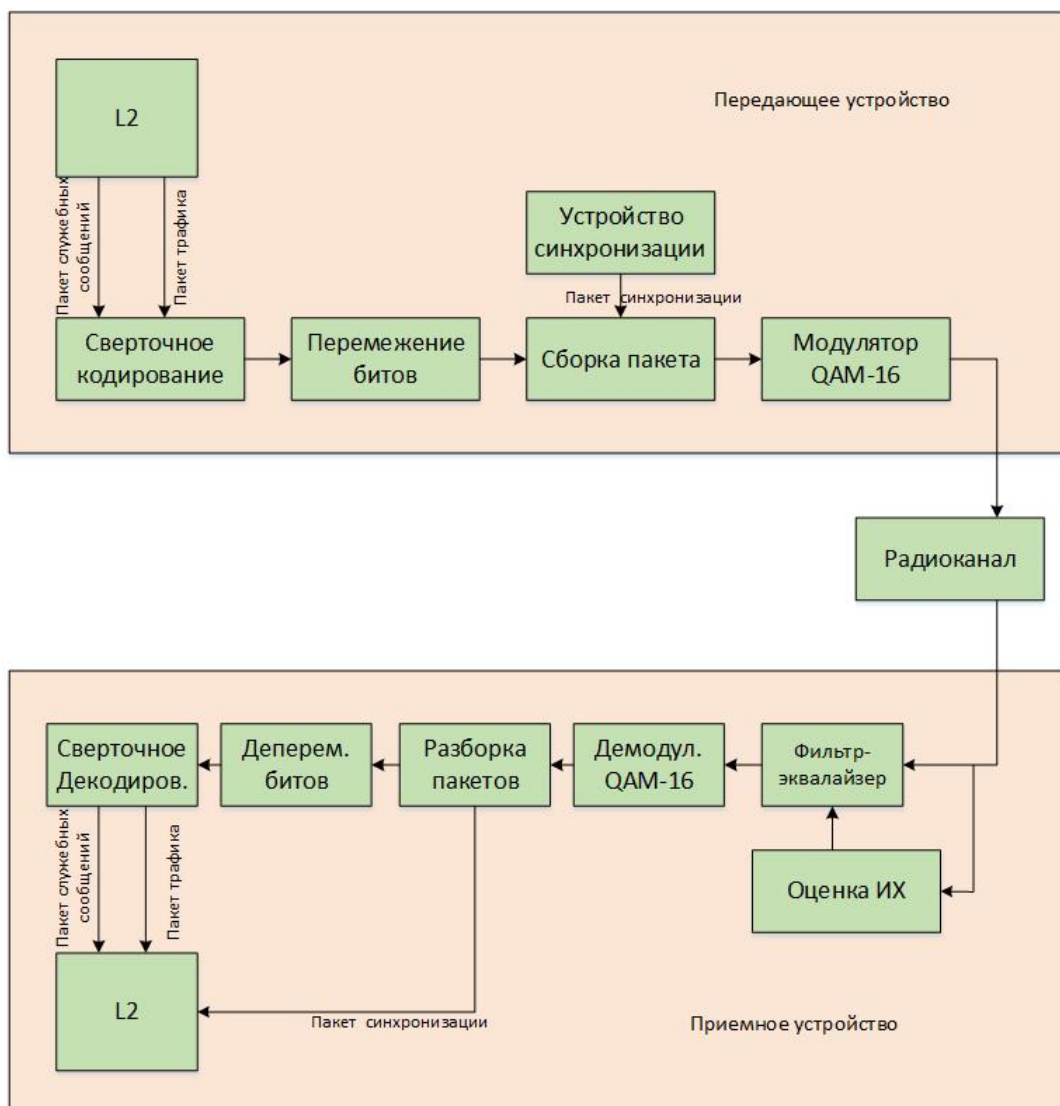 Передающее устройство
L2
Пакет служебных
сообщений
Пакет трафика
Устройство
синхронизации
Пакет синхронизации
Сверточное
кодирование
Перемежение
битов
Сборка пакета
Модулятор
QAM-16
Радиоканал
Сверточное
Декодиров.
Деперем.
битов
Разборка
пакетов
Демодул.
QAM-16
Фильтр-
эквалайзер
Оценка ИХ
Пакет служебных
сообщений
Пакет трафика
L2
Пакет синхронизации
Приемное устройство